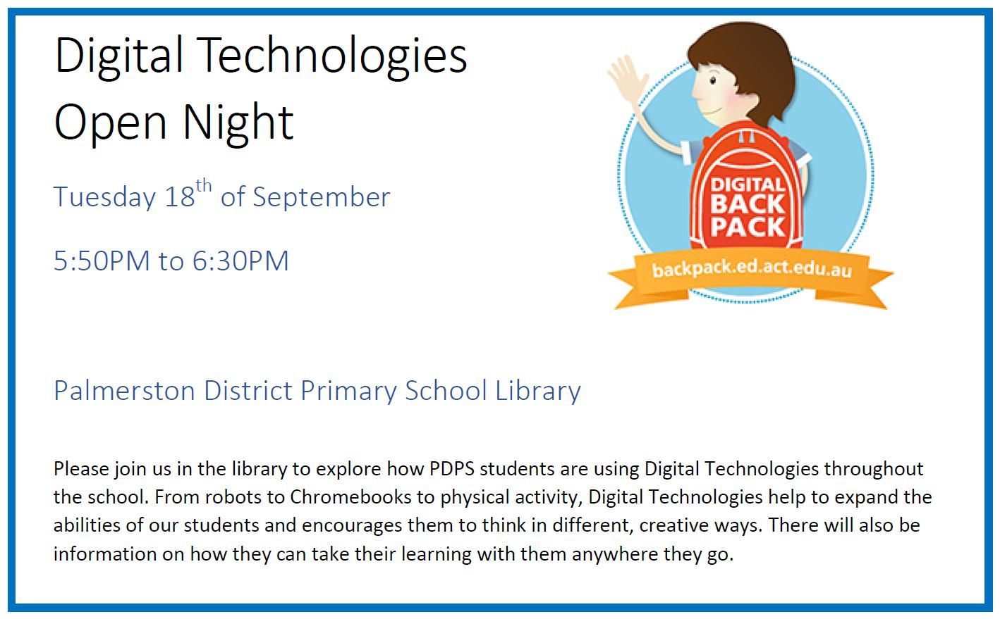 Digital Technologies
Open Night
Tuesday 18th of September
5:50PM to 6:30PM
DIGITAL
BACK
PACK
backpack.ed.act.edu.au
Palmerston District Primary School Library
Please join us in the library to explore how PDPS students are using Digital Technologies throughout
the school. From robots to Chromebooks to physical activity, Digital Technologies help to expand the
abilities of our students and encourages them to think in different, creative ways. There will also be
information on how they can take their learning with them anywhere they go.